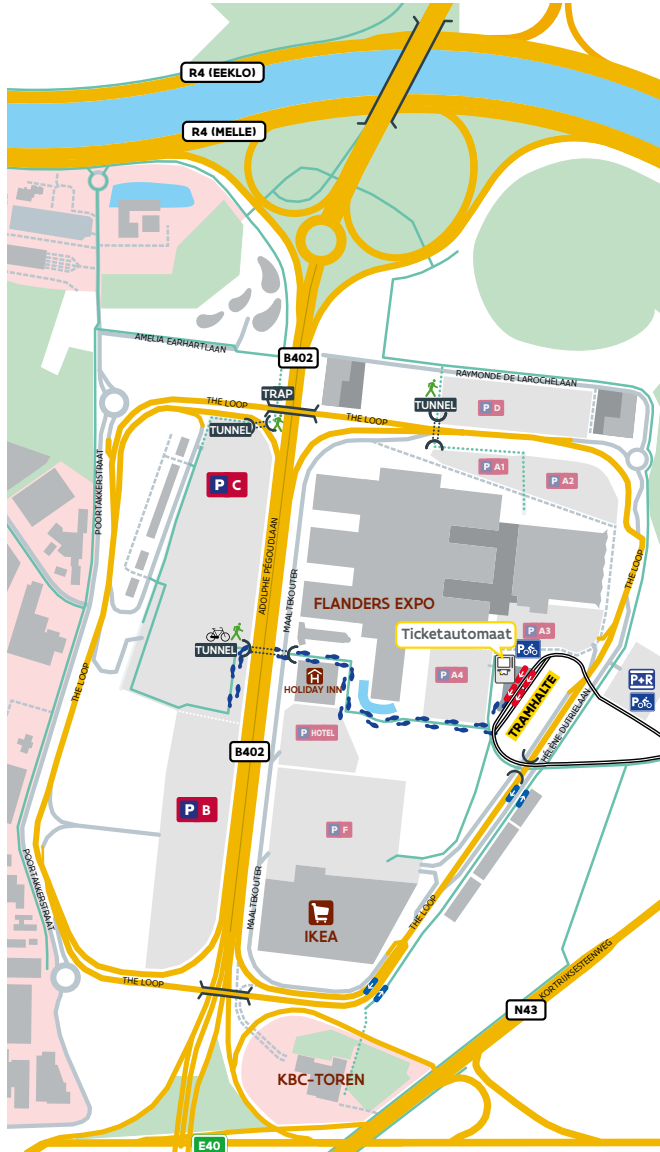 R4 (EEKLO)
R4 (MELLE)
AMELIA EARHARTLAAN
B402
RAYMONDE DE LAROCHELAAN
TRAP
THE LOOP
THE LOOP
TUNNEL
P D
TUNNEL
P A1
P A2
P C
POORTAKKERSTRAAT
ADOLPHE PÉGOUDLAAN
MAALTEKOUTER
THE LOOP
FLANDERS EXPO
Ticketautomaat
P A3
P
TUNNEL
P A4
HOLIDAY INN
P+R
P
THE LOOP
TRAMHALTE
HÉLÈNE DUTRIELAAN
P HOTEL
B402
P B
P F
POORTAKKERSTRAAT
MAALTEKOUTER
IKEA
THE LOOP
THE LOOP
KORTRIJKSESTEENWEG
N43
KBC-TOREN
E40